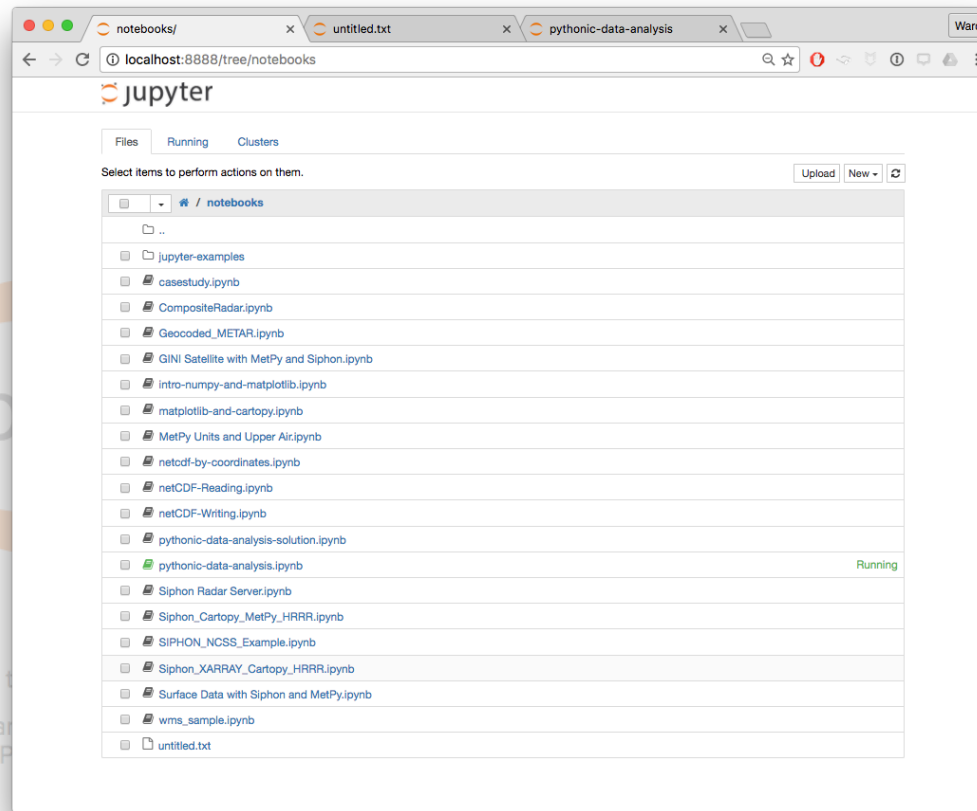 notebooks/ untitled.txt pythonic-data-analysis
localhost:8888/tree/notebooks
jupyter
Files Running Clusters
Select items to perform actions on them. Upload New
/ notebooks
..
jupyter-examples
casestudy.ipynb
CompositeRadar.ipynb
Geocoded_METAR.ipynb
GINI Satellite with MetPy and Siphon.ipynb
intro-numpy-and-matplotlib.ipynb
matplotlib-and-cartopy.ipynb
MetPy Units and Upper Air.ipynb
netcdf-by-coordinates.ipynb
netCDF-Reading.ipynb
netCDF-Writing.ipynb
pythonic-data-analysis-solution.ipynb
pythonic-data-analysis.ipynb Running
Siphon Radar Server.ipynb
Siphon_Cartopy_MetPy_HRRR.ipynb
SIPHON_NCSS_Example.ipynb
Siphon_XARRAY_Cartopy_HRRR.ipynb
Surface Data with Siphon and MetPy.ipynb
wms_sample.ipynb
untitled.txt